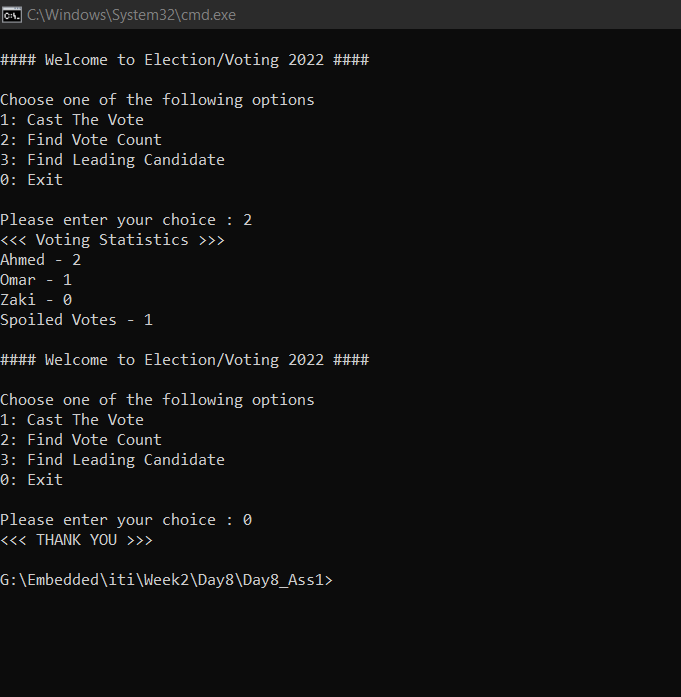 C:\Windows\System32\cmd.exe
#### Welcome to Election/Voting 2022 ####
Choose one of the following options
1: Cast The Vote
2: Find Vote Count
3: Find Leading Candidate
0: Exit
Please enter your choice : 2
<<< Voting Statistics >>>
Ahmed - 2
Omar - 1
Zaki - 0
Spoiled Votes - 1
#### Welcome to Election/Voting 2022 ####
Choose one of the following options
1: Cast The Vote
2: Find Vote Count
3: Find Leading Candidate
0: Exit
Please enter your choice : 0
<<< THANK YOU >>>
G:\Embedded\iti\Week2\Day8\Day8_Ass1>